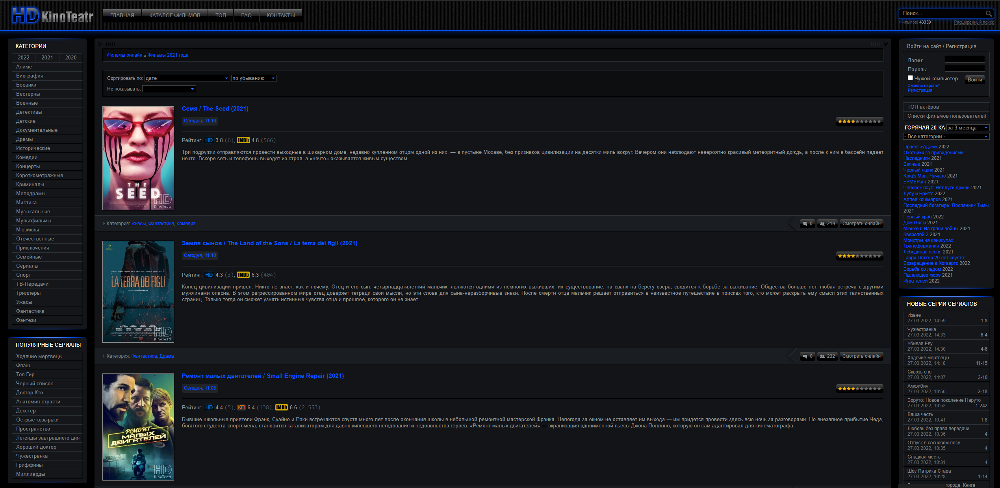 HD KinoTeatr
ГЛАВНАЯ
КАТАЛОГ ФИЛЬМОВ
ТОП
FAQ
КОНТАКТЫ
Поиск...
Фильмов: 43339
Расширенный поиск
КАТЕГОРИИ
2022 2021 2020
Аниме
Биография
Боевики
Вестерны
Военные
Детективы
Детские
Документальные
Драмы
Исторические
Комедии
Концерты
Короткометражные
Криминалы
Мелодрамы
Мистика
Музыкальные
Мультфильмы
Мюзиклы
Отечественные
Приключения
Семейные
Сериалы
Спорт
ТВ-Передачи
Триллеры
Ужасы
Фантастика
Фэнтези
ПОПУЛЯРНЫЕ СЕРИАЛЫ
Ходячие мертвецы
Флэш
Топ Гир
Черный список
Доктор Кто
Анатомия страсти
Декстер
Острые козырьки
Пространство
Легенды завтрашнего дня
Хороший доктор
Чужестранка
Гриффины
Миллиарды
Фильмы онлайн » Фильмы 2021 года
Сортировать по: дате по убыванию
Не показывать:
THE
SEED
HD
KinoTeatr
Семя / The Seed (2021)
Сегодня, 11:16
Рейтинг: HD 3.8 (6), IMDb 4.8 (566)
Три подружки отправляются провести выходные в шикарном доме, недавно купленном отцом одной из них, — в пустыне Мохаве, без признаков цивилизации на десятки миль вокруг. Вечером они наблюдают невероятно красивый метеоритный дождь, а после к ним в бассейн падает
нечто. Вскоре сеть и телефоны выходят из строя, а «нечто» оказывается живым существом.
Категория: Ужасы, Фантастика, Комедия
0 219 Смотреть онлайн
LA TERRA DEI FIGLI
HD
KinoTeatr
Земля сынов / The Land of the Sons / La terra dei figli (2021)
Сегодня, 11:10
Рейтинг: HD 4.3 (3), IMDb 6.3 (404)
Конец цивилизации пришел. Никто не знает, как и почему. Отец и его сын, четырнадцатилетний мальчик, являются одними из немногих выживших: их существование, на сваях на берегу озера, сводится к борьбе за выживание. Общества больше нет, любая встреча с другими
мужчинами опасна. В этом регрессированном мире отец доверяет тетради свои мысли, но эти слова для сына-неразборчивые знаки. После смерти отца мальчик решает отправиться в неизвестное путешествие в поисках того, кто может раскрыть ему смысл этих таинственных
страниц. Только тогда он сможет узнать истинные чувства отца и прошлое, которого он не знает.
Категория: Фантастика, Драма
0 232 Смотреть онлайн
РЕМОНТ
МАЛЫХ
ДВИГАТЕЛЕЙ
Frank
HD
KinoTeatr
Ремонт малых двигателей / Small Engine Repair (2021)
Сегодня, 11:05
Рейтинг: HD 4.4 (5), КП 6.4 (138), IMDb 6.6 (2 553)
Бывшие школьные приятели Фрэнк, Суэйно и Пэки встречаются спустя много лет после окончания школы в небольшой ремонтной мастерской Фрэнка. Непогода за окном не оставляет им выхода — им придется провести здесь всю ночь за разговорами. Но внезапное прибытие Чеда,
богатого студента-спортсмена, становится катализатором для давно кипевшего негодования и недовольства героев. «Ремонт малых двигателей» — экранизация одноименной пьесы Джона Поллоно, которую он сам адаптировал для кинематографа.
Войти на сайт / Регистрация
Логин:
Пароль:
Чужой компьютер
Войти
Забыли пароль?
Регистрация
ТОП актёров
Списки фильмов пользователей
ГОРЯЧАЯ 20-КА за 3 месяца
- Все категории -
Проект «Адам» 2022
Охотники за привидениями:
Наследники 2021
Вечные 2021
Черный ящик 2021
King's Man: Начало 2021
БУМЕРанг 2021
Человек-паук: Нет пути домой 2021
Лулу и Бриггс 2022
Аллея кошмаров 2021
Последний богатырь: Посланник Тьмы
2021
Чёрный краб 2022
Дом Gucci 2021
Мюнхен: На грани войны 2021
Зверопой 2 2021
Монстры на каникулах:
Трансформания 2022
Лебединая песня 2021
Гарри Поттер 20 лет спустя:
Возвращение в Хогвартс 2022
Борьба со льдом 2022
Пылающее море 2021
Игра теней 2022
НОВЫЕ СЕРИИ СЕРИАЛОВ
Извне
27.03.2022, 14:59 1-8
Чужестранка
27.03.2022, 14:33 6-4
Убивая Еву
27.03.2022, 14:30 4-6
Ходячие мертвецы
27.03.2022, 14:18 11-15
Сквозь снег
27.03.2022, 14:07 3-10
Амфибия
27.03.2022, 10:56 3-18
Боруто: Новое поколение Наруто
27.03.2022, 10:52 1-242
Ваша честь
27.03.2022, 10:41 1-8
Любовь без права передачи
27.03.2022, 10:36 4
Отпуск в сосновом лесу
27.03.2022, 10:35 4
Сладкая месть
27.03.2022, 10:31 4
Шоу Патрика Стара
27.03.2022, 10:28 1-14
городе. Книга